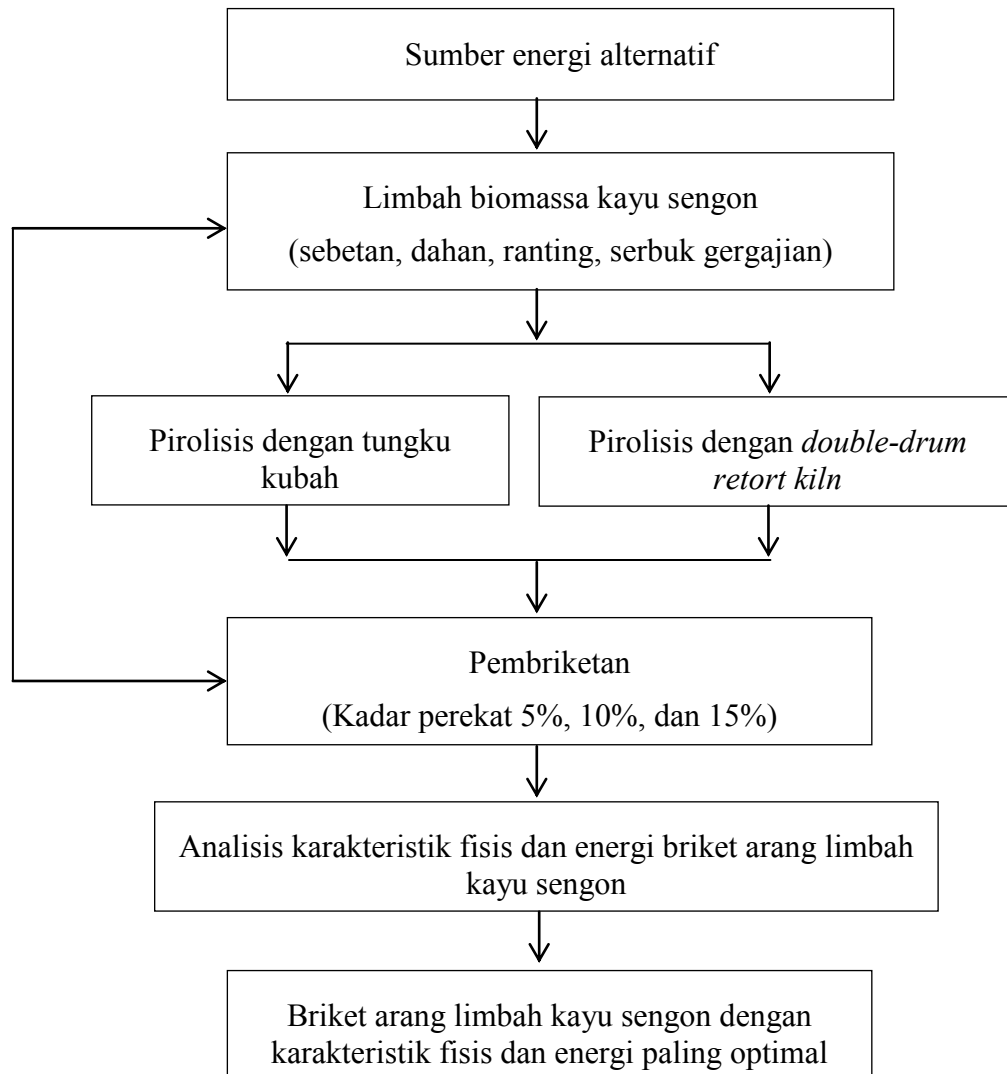 Sumber energi alternatif
Limbah biomassa kayu sengon
(sebetan, dahan, ranting, serbuk gergajian)
Pirolisis dengan tungku
kubah
Pirolisis dengan double-drum
retort kiln
Pembriketan
(Kadar perekat 5%, 10%, dan 15%)
Analisis karakteristik fisis dan energi briket arang limbah
kayu sengon
Briket arang limbah kayu sengon dengan
karakteristik fisis dan energi paling optimal